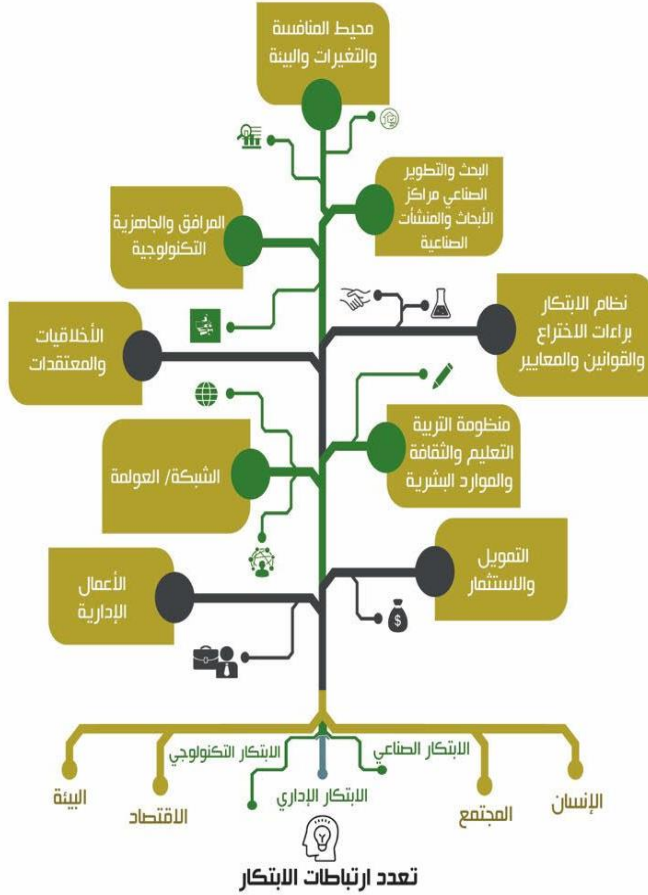 محيط المنافسة
والتغيرات والبيئة
البحث والتطوير
الصناعي مراكز
الأبحاث والمنشآت
الصناعية
المرافق والجاهزية
التكنولوجية
نظام الابتكار
براءات الاختراع
والقوانين والمعايير
الأخلاقيات
والمعتقدات
منظومة التربية
التعليم والثقافة
والموارد البشرية
الشبكة/ العولمة
التمويل
والاستثمار
$
الأعمال
الإدارية
الابتكار الصناعي
الابتكار التكنولوجي
الابتكار الإداري
الإنسان
المجتمع
الاقتصاد
البيئة
تعدد ارتباطات الابتكار